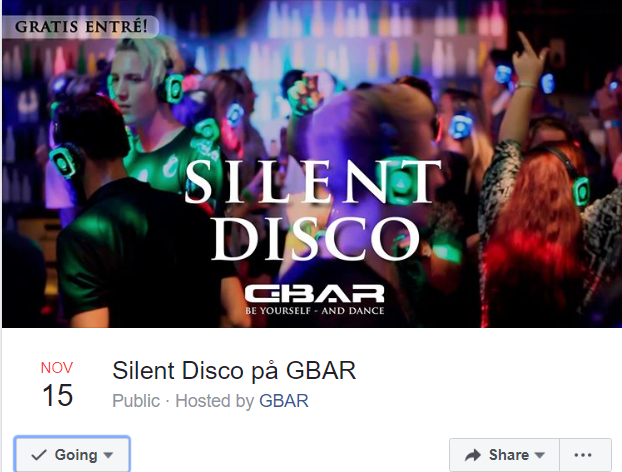 GRATIS ENTRÉ!
SILENT
DISCO
GBAR
BE YOURSELF - AND DANCE
NOV
15
Silent Disco på GBAR
Public · Hosted by GBAR
Going
Share